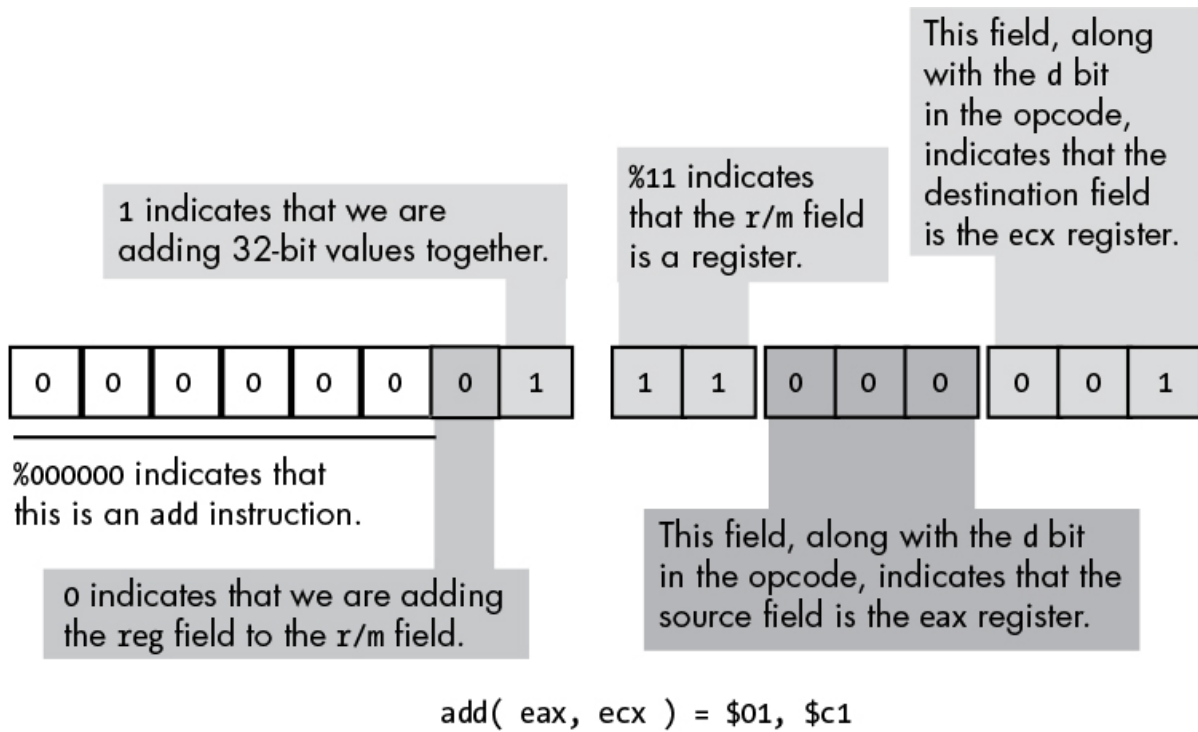 This field, along
with the d bit
in the opcode,
indicates that the
destination field
is the ecx register.
%11 indicates
that the r/m field
is a register.
1 indicates that we are
adding 32-bit values together.
0 0 0 0 0 0 0 1 1 1 0 0 0 0 0 1
%000000 indicates that
this is an add instruction.
This field, along with the d bit
in the opcode, indicates that the
source field is the eax register.
0 indicates that we are adding
the reg field to the r/m field.
add( eax, ecx ) = $01, $c1